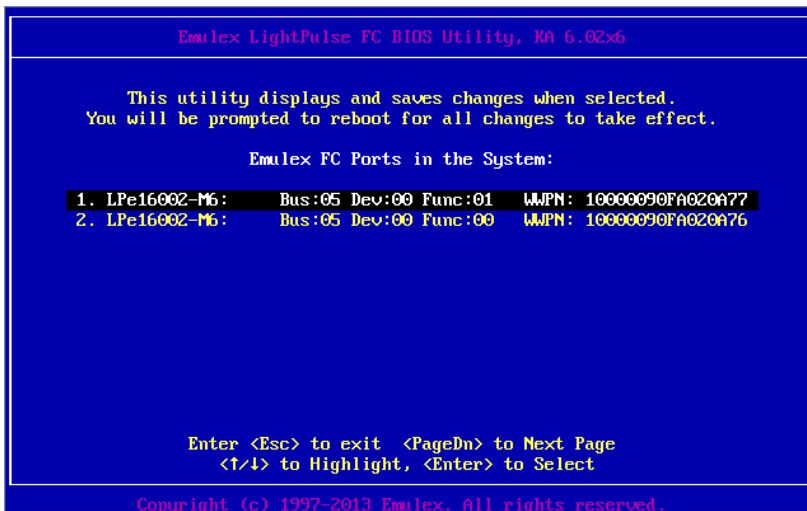 Emulex LightPulse FC BIOS Utility, KA 6.02x6
This utility displays and saves changes when selected.
You will be prompted to reboot for all changes to take effect.
Emulex FC Ports in the System:
1. LPe16002-M6: Bus:05 Dev:00 Func:01 WWPN: 10000090FA020A77
2. LPe16002-M6: Bus:05 Dev:00 Func:00 WWPN: 10000090FA020A76
Enter <Esc> to exit <PageDn> to Next Page
<↑/↓> to Highlight, <Enter> to Select
Copyright (c) 1997-2013 Emulex. All rights reserved.